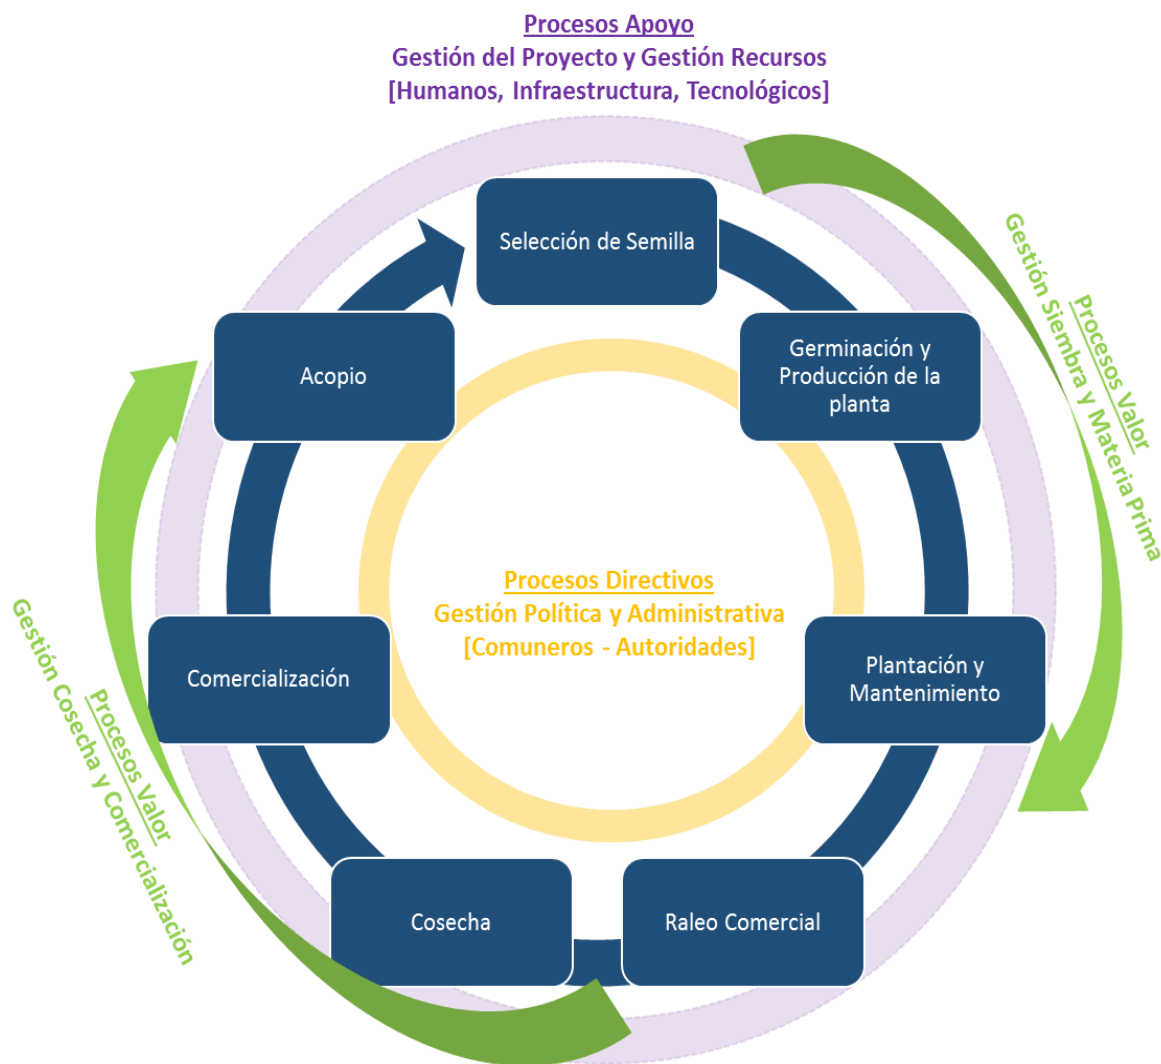 Procesos Apoyo
Gestión del Proyecto y Gestión Recursos
[Humanos, Infraestructura, Tecnológicos]
Selección de Semilla
Germinación y
Producción de la
planta
Procesos Valor
Gestión Siembra y Materia Prima
Plantación y
Mantenimiento
Raleo Comercial
Cosecha
Comercialización
Acopio
Procesos Valor
Gestión Cosecha y Comercialización
Procesos Directivos
Gestión Política y Administrativa
[Comuneros - Autoridades]